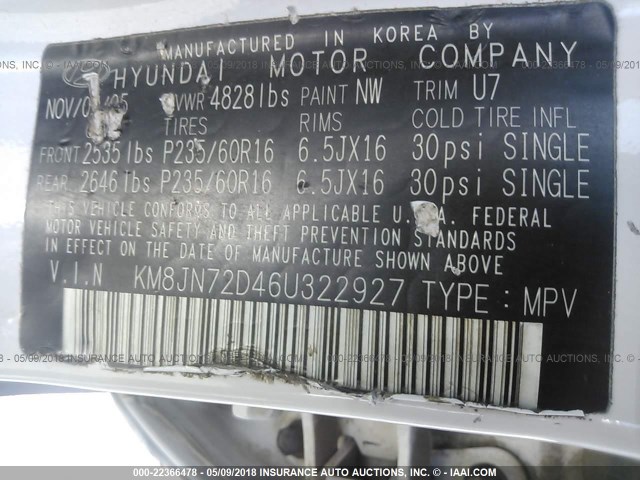 MANUFACTURED IN KOREA BY
HYUNDAI MOTOR COMPANY
GVWR 4828lbs PAINT NW TRIM U7
TIRES RIMS COLD TIRE INFL
FRONT 2535lbs P235/60R16 6.5JX16 30psi SINGLE
REAR 2646lbs P235/60R16 6.5JX16 30psi SINGLE
THIS VEHICLE CONFORMS TO ALL APPLICABLE U.S.A. FEDERAL
MOTOR VEHICLE SAFETY AND THEFT PREVENTION STANDARDS
IN EFFECT ON THE DATE OF MANUFACTURE SHOWN ABOVE
V.I.N KM8JN72D46U322927 TYPE : MPV
000-22366478 - 05/09/2018 - INSURANCE AUTO AUCTIONS, INC. © - IAAI.COM